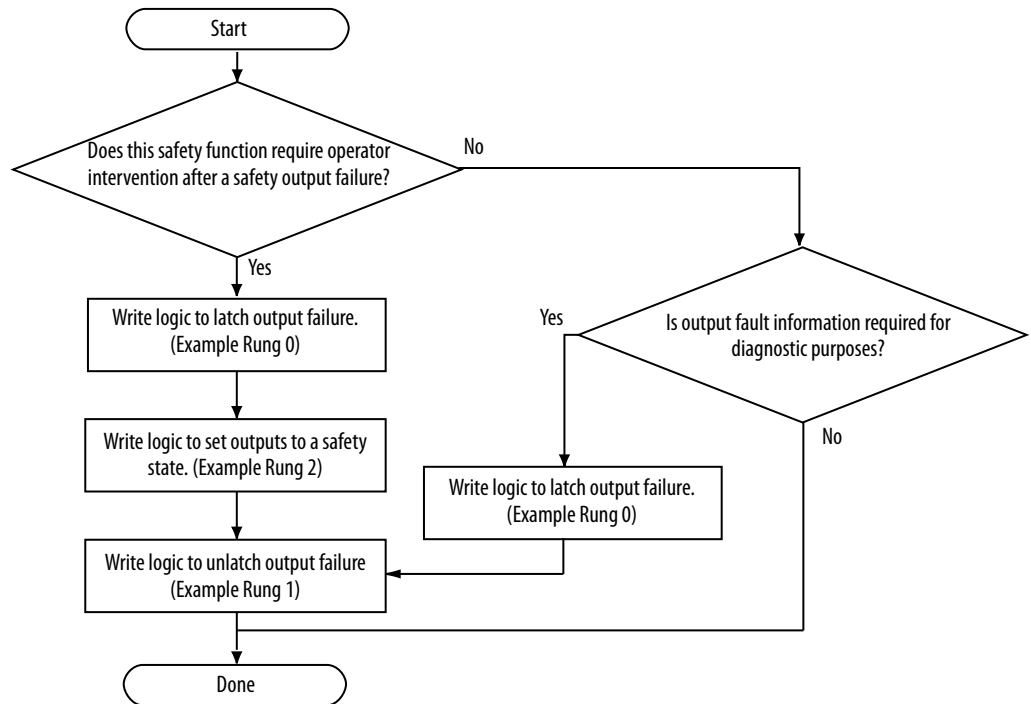 Start
Does this safety function require operator
intervention after a safety output failure?
No
Yes
Write logic to latch output failure.
(Example Rung 0)
Yes
Is output fault information required for
diagnostic purposes?
No
Write logic to set outputs to a safety
state. (Example Rung 2)
Write logic to latch output failure.
(Example Rung 0)
Write logic to unlatch output failure
(Example Rung 1)
Done